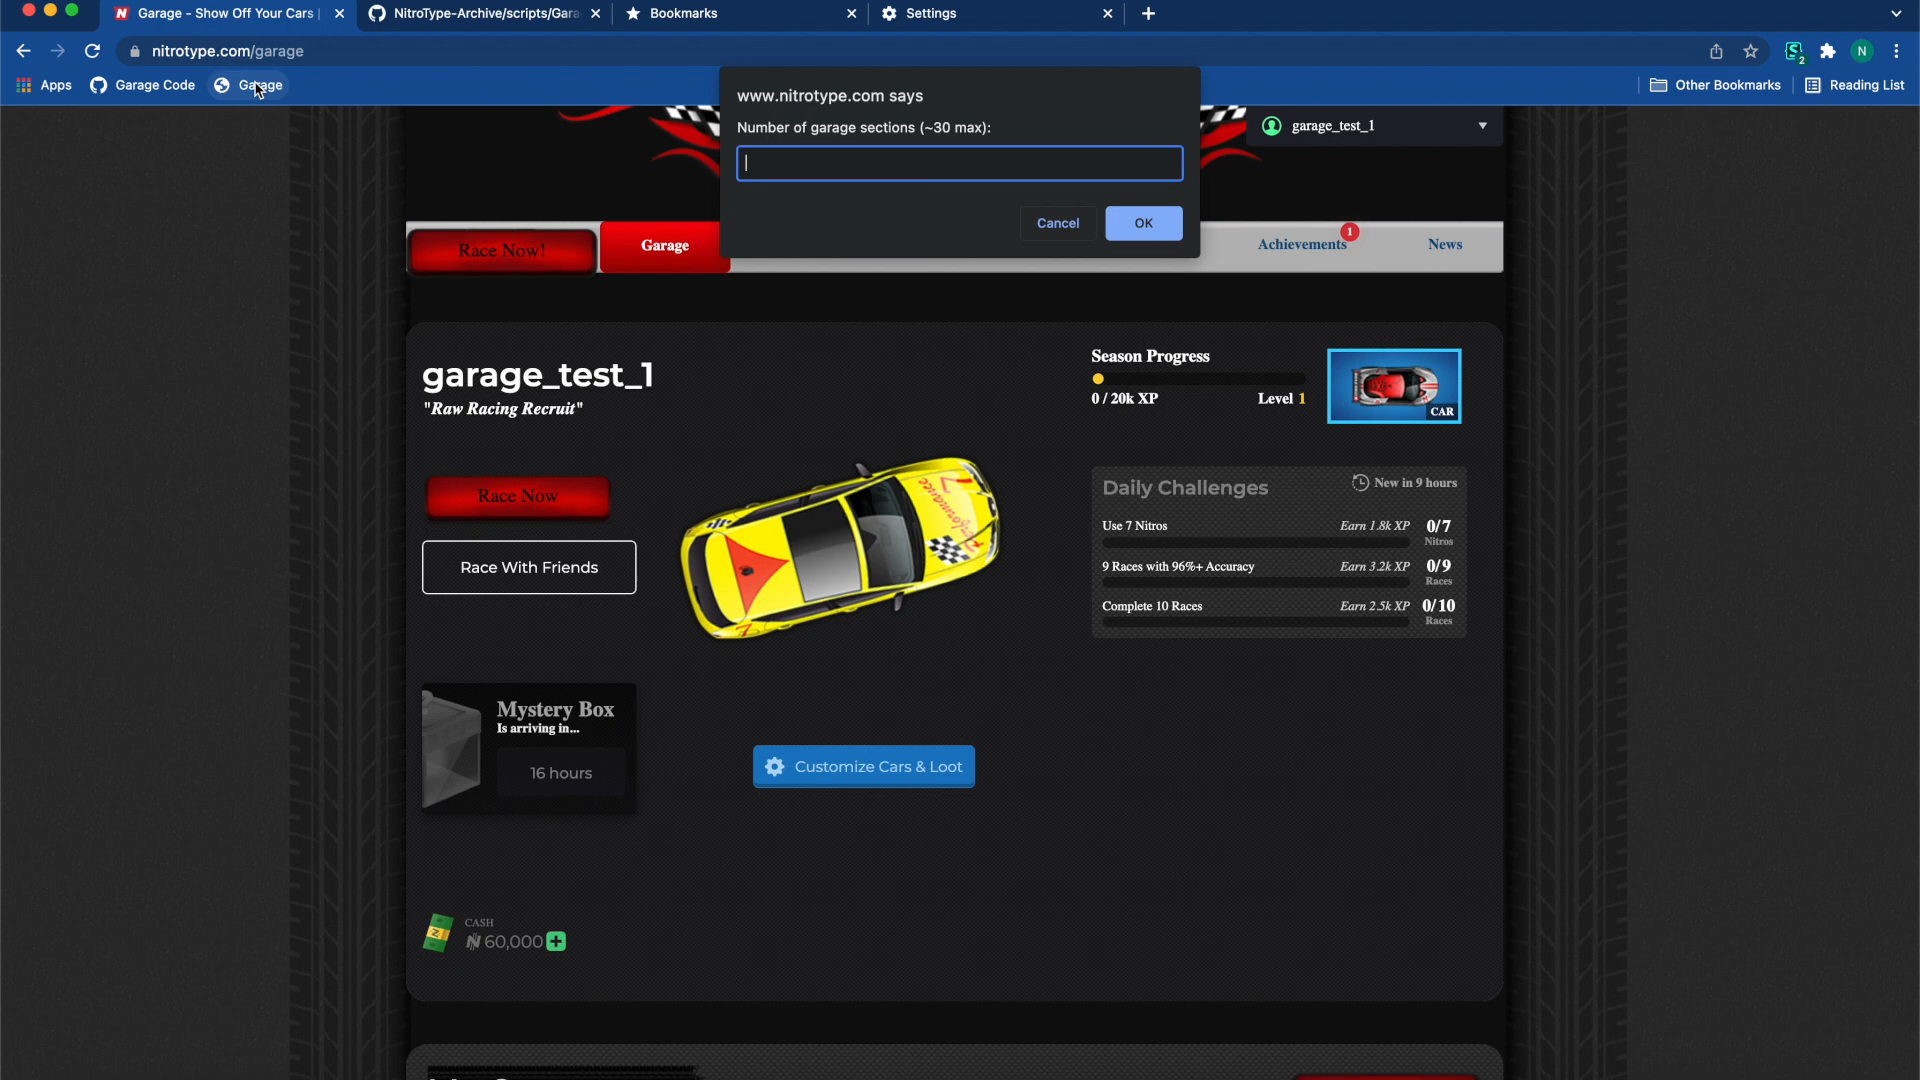 Garage - Show Off Your Cars |
NitroType-Archive/scripts/Gara
Bookmarks
Settings
nitrotype.com/garage
2
N
Apps
Garage Code
Garage
Other Bookmarks
Reading List
www.nitrotype.com says
Number of garage sections (~30 max):
Cancel
OK
garage_test_1
Race Now!
Garage
Achievements
1
News
garage_test_1
"Raw Racing Recruit"
Season Progress
0 / 20k XP
Level 1
CAR
Race Now
Race With Friends
Performance
7
Daily Challenges
New in 9 hours
Use 7 Nitros
Earn 1.8k XP
0/7
Nitros
9 Races with 96%+ Accuracy
Earn 3.2k XP
0/9
Races
Complete 10 Races
Earn 2.5k XP
0/10
Races
Mystery Box
Is arriving in...
16 hours
Customize Cars & Loot
CASH
60,000